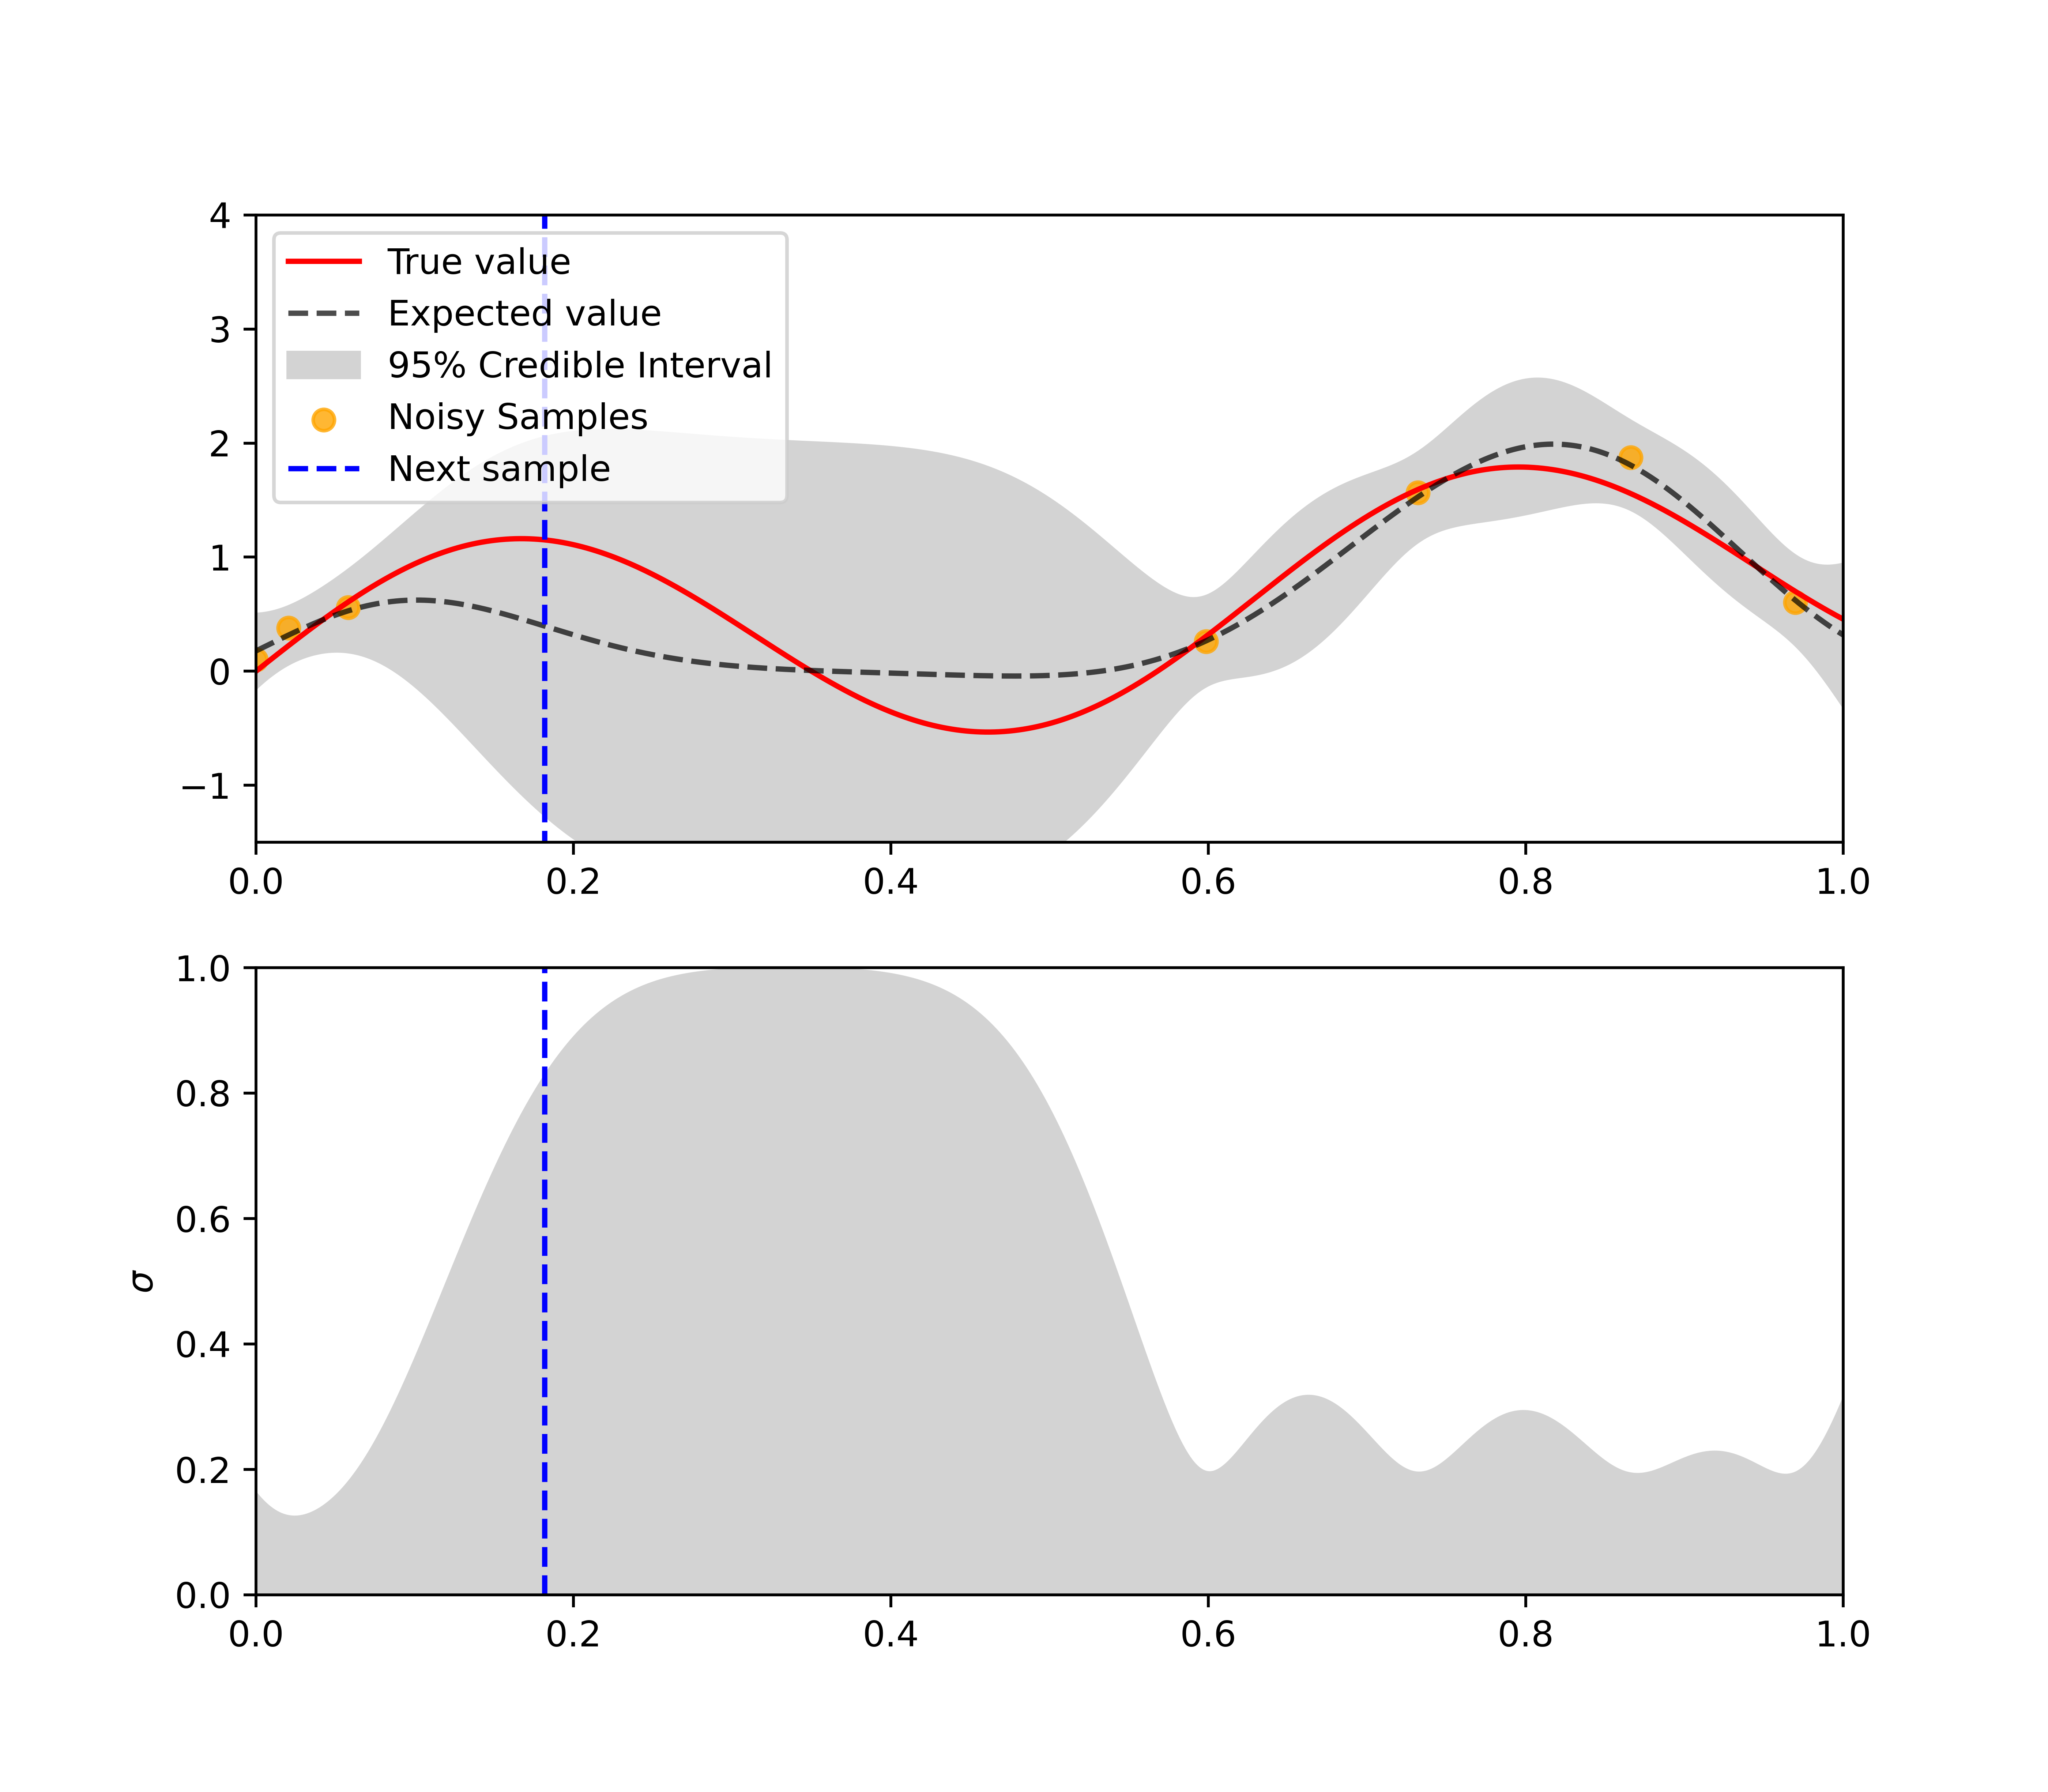 4
3
2
1
0
−1
True value
Expected value
95% Credible Interval
Noisy Samples
Next sample
0.0 0.2 0.4 0.6 0.8 1.0
1.0
0.8
0.6
0.4
0.2
0.0
σ
0.0 0.2 0.4 0.6 0.8 1.0